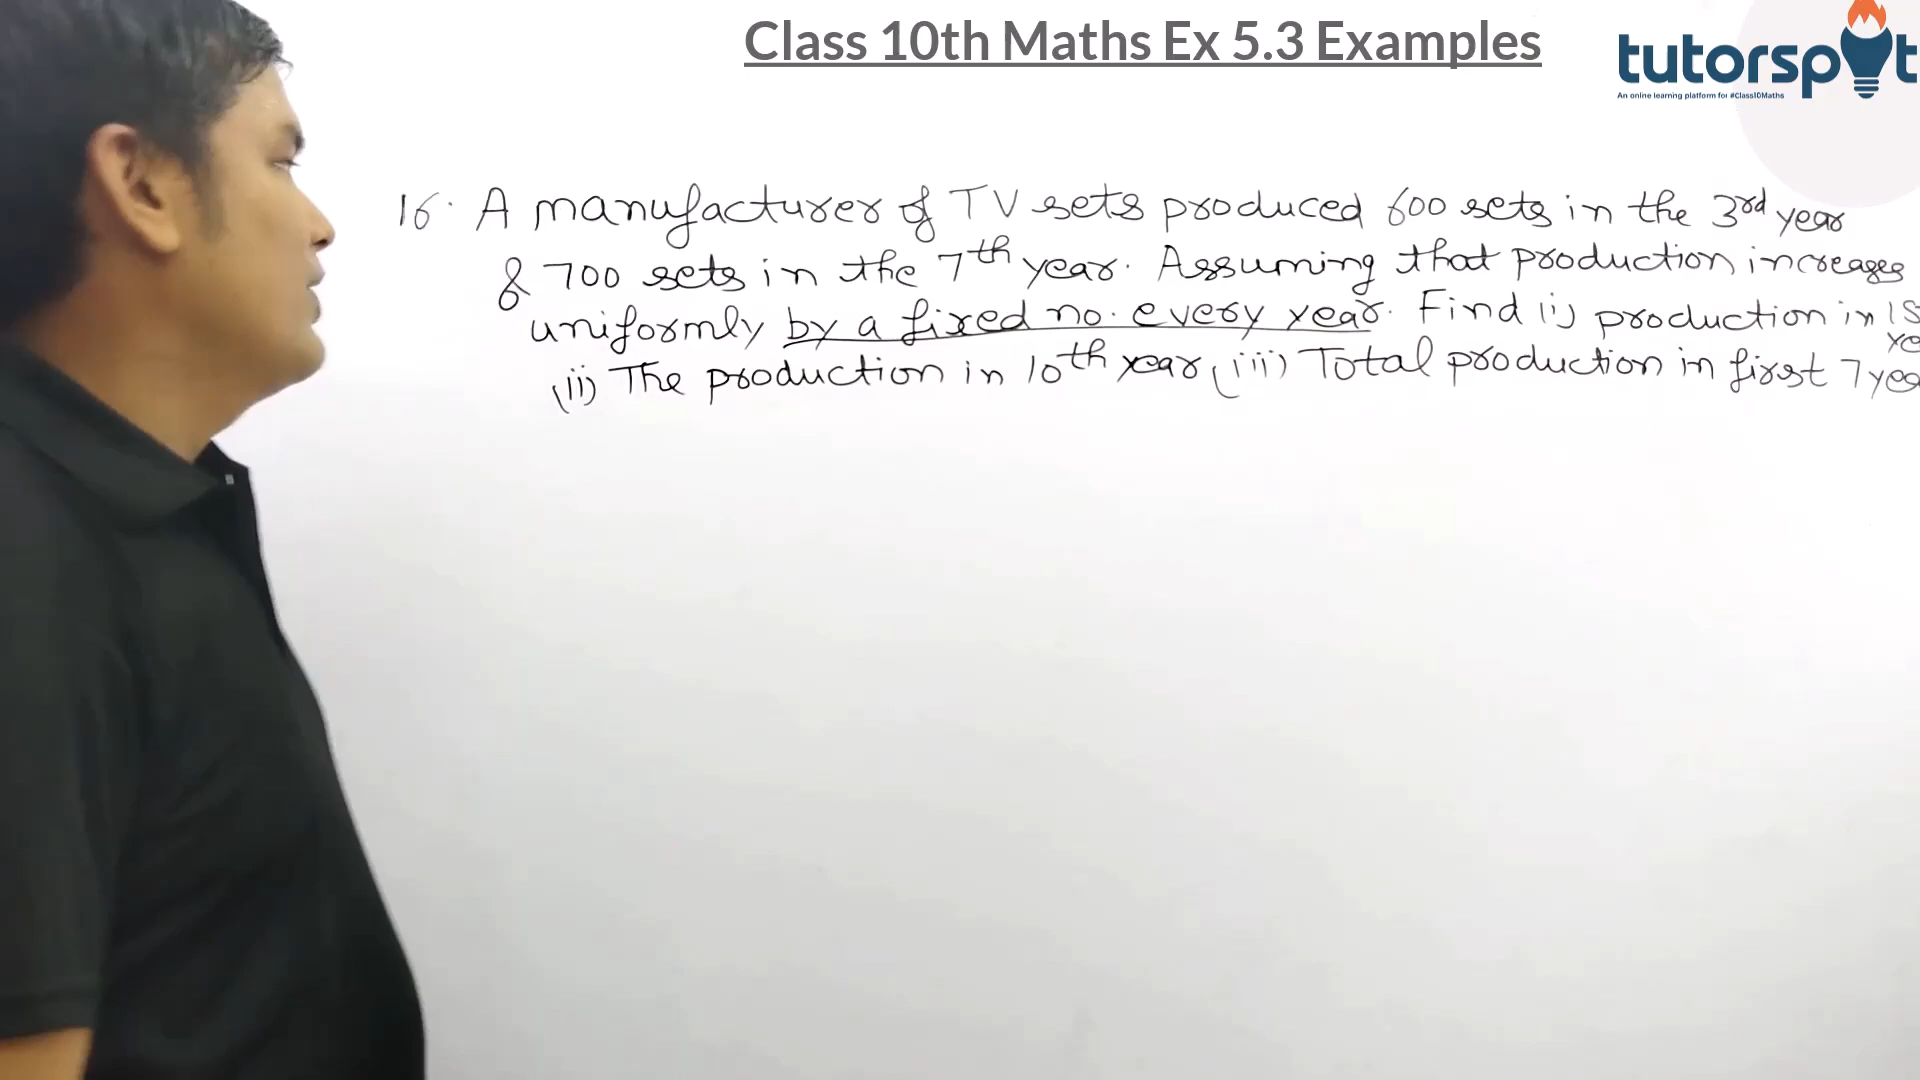 Class 10th Maths Ex 5.3 Examples
tutorspot
An online learning platform for #Class10Maths
16. A manufacturer of TV sets produced 600 sets in the 3rd year
& 700 sets in the 7th year. Assuming that production increases
uniformly by a fixed no. every year. Find (i) production in 1s
ye
(ii) The production in 10th year (iii) Total production in first 7 yea